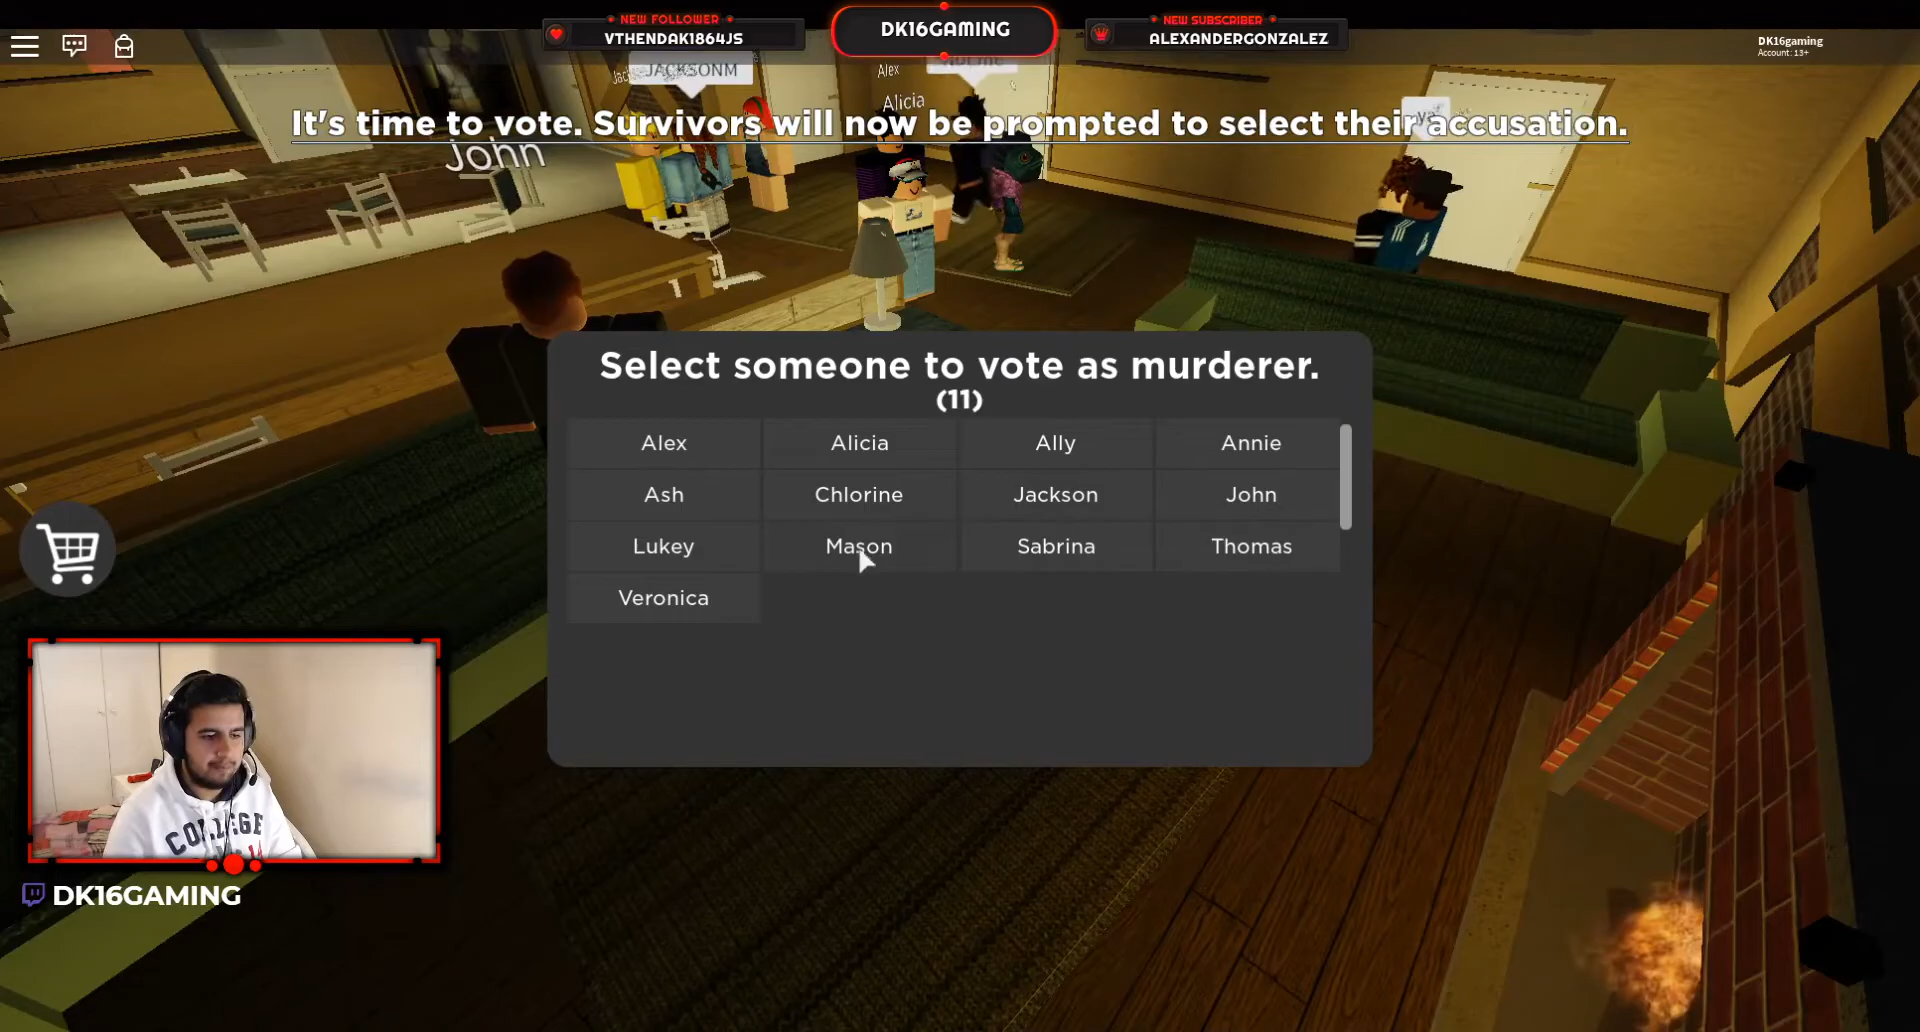 NEW FOLLOWER
VTHENDAK1864JS
DK16GAMING
NEW SUBSCRIBER
ALEXANDERGONZALEZ
DK16gaming
Account: 13+
JACKSONM
Alex
Alicia
It's time to vote. Survivors will now be prompted to select their accusation.
John
Select someone to vote as murderer.
(11)
Alex Alicia Ally Annie
Ash Chlorine Jackson John
Lukey Mason Sabrina Thomas
Veronica
COLLEGE
DK16GAMING